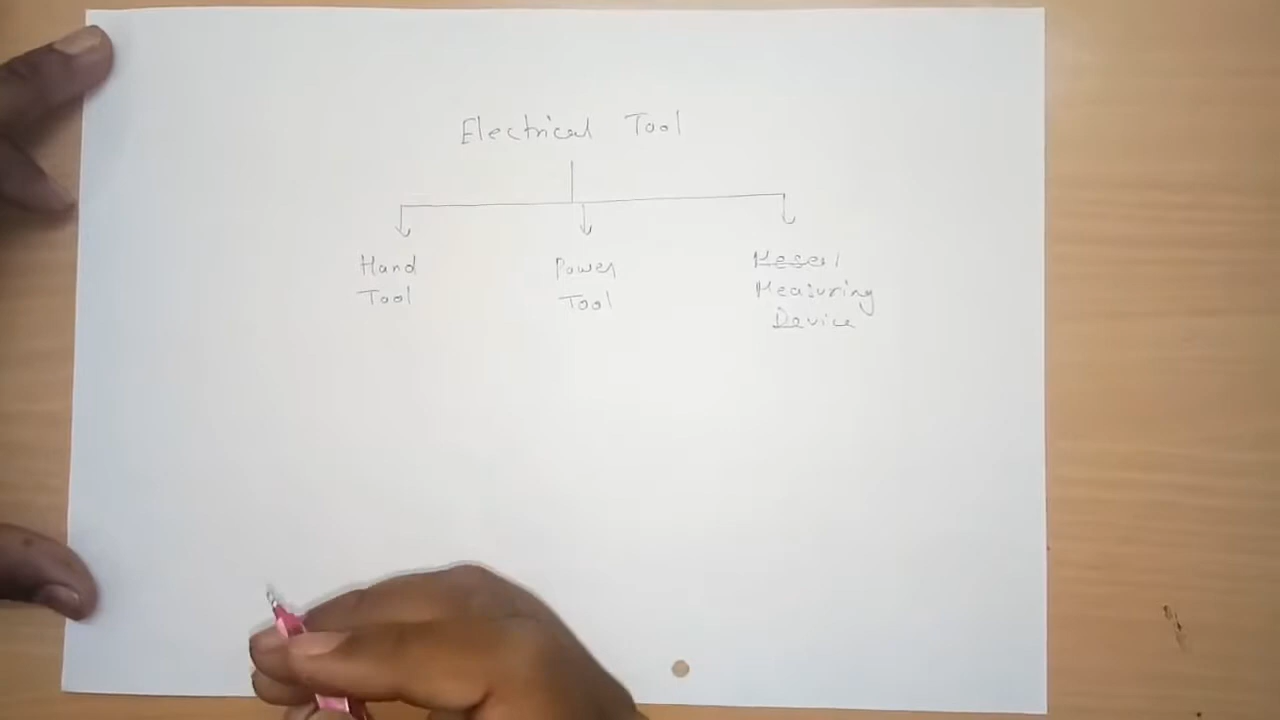 Electrical Tool
Hand
Tool
Power
Tool
Measuring
Device